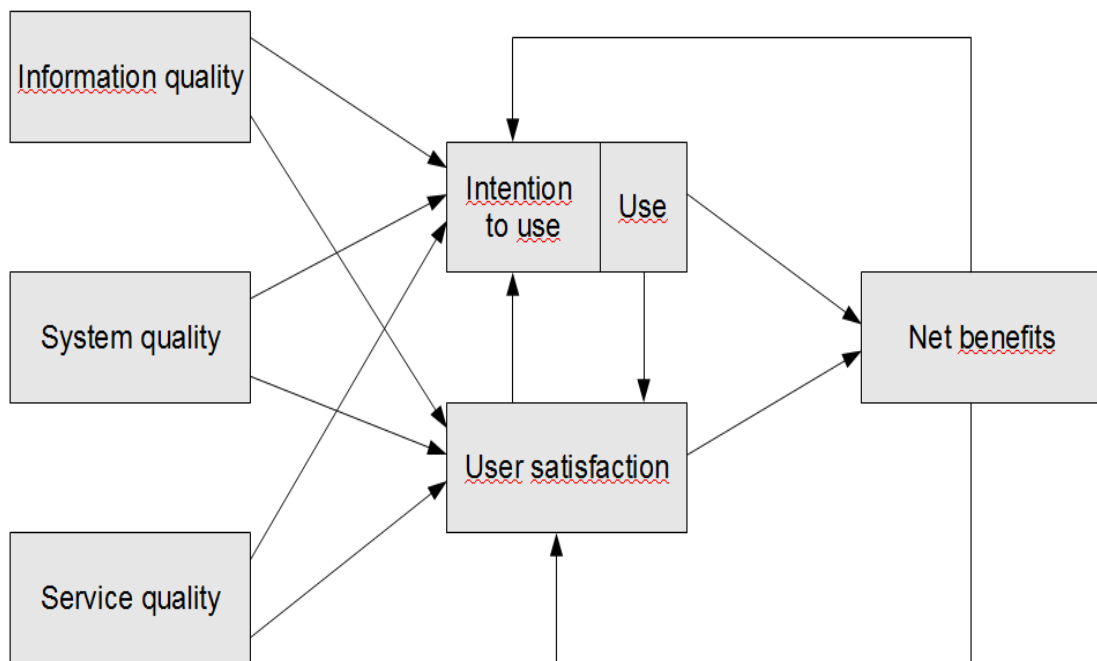 Information quality
Intention
to use
Use
System quality
Net benefits
User satisfaction
Service quality